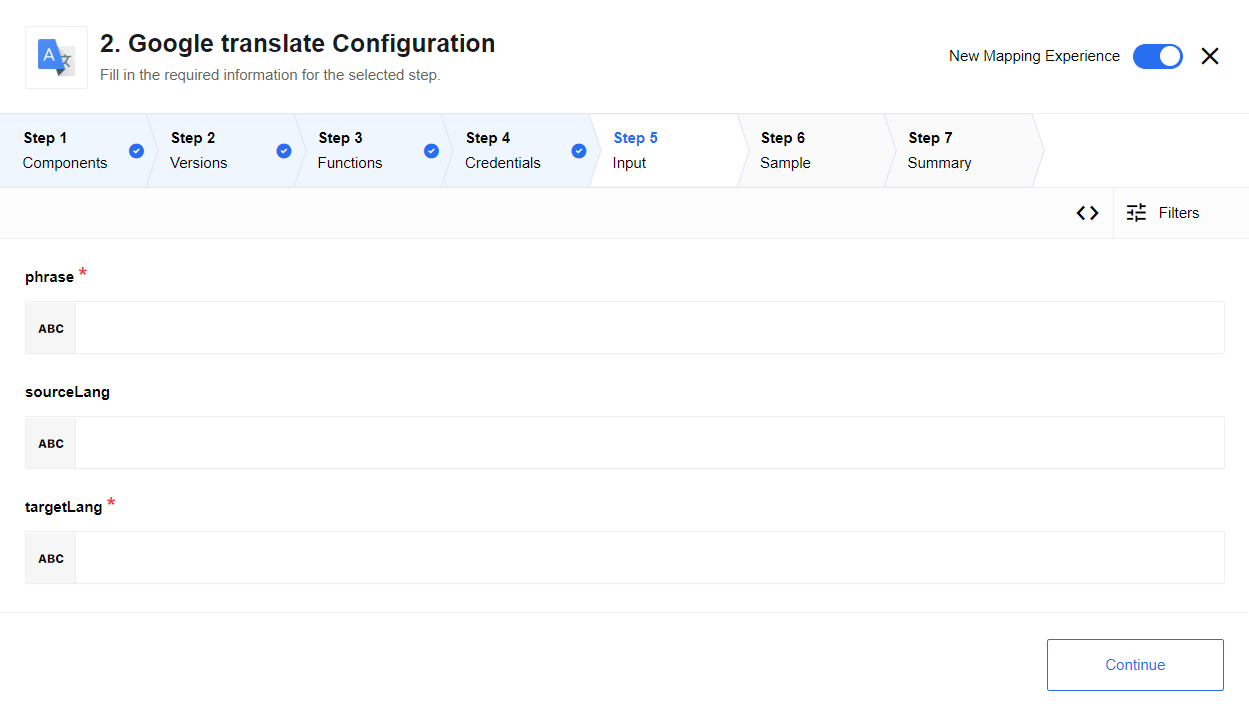 2. Google translate Configuration
Fill in the required information for the selected step.
New Mapping Experience
Step 1
Components
Step 2
Versions
Step 3
Functions
Step 4
Credentials
Step 5
Input
Step 6
Sample
Step 7
Summary
Filters
phrase *
ABC
sourceLang
ABC
targetLang *
ABC
Continue